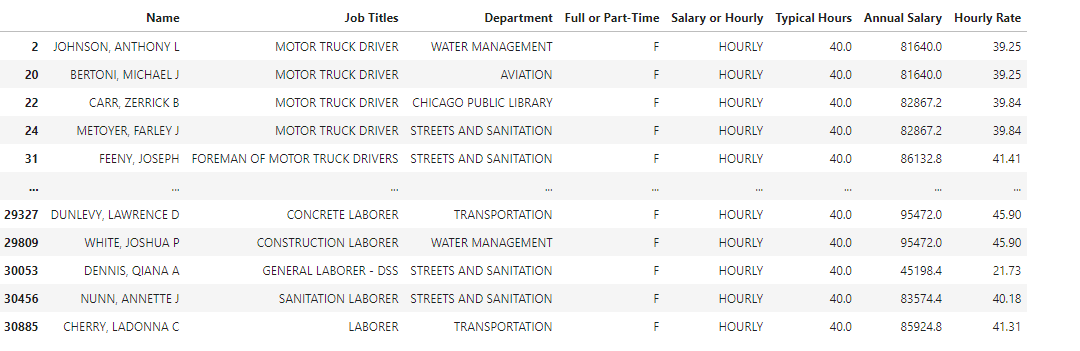 Name Job Titles Department Full or Part-Time Salary or Hourly Typical Hours Annual Salary Hourly Rate
2 JOHNSON, ANTHONY L MOTOR TRUCK DRIVER WATER MANAGEMENT F HOURLY 40.0 81640.0 39.25
20 BERTONI, MICHAEL J MOTOR TRUCK DRIVER AVIATION F HOURLY 40.0 81640.0 39.25
22 CARR, ZERRICK B MOTOR TRUCK DRIVER CHICAGO PUBLIC LIBRARY F HOURLY 40.0 82867.2 39.84
24 METOYER, FARLEY J MOTOR TRUCK DRIVER STREETS AND SANITATION F HOURLY 40.0 82867.2 39.84
31 FEENY, JOSEPH FOREMAN OF MOTOR TRUCK DRIVERS STREETS AND SANITATION F HOURLY 40.0 86132.8 41.41
... ... ... ... ... ... ... ... ...
29327 DUNLEVY, LAWRENCE D CONCRETE LABORER TRANSPORTATION F HOURLY 40.0 95472.0 45.90
29809 WHITE, JOSHUA P CONSTRUCTION LABORER WATER MANAGEMENT F HOURLY 40.0 95472.0 45.90
30053 DENNIS, QIANA A GENERAL LABORER - DSS STREETS AND SANITATION F HOURLY 40.0 45198.4 21.73
30456 NUNN, ANNETTE J SANITATION LABORER STREETS AND SANITATION F HOURLY 40.0 83574.4 40.18
30885 CHERRY, LADONNA C LABORER TRANSPORTATION F HOURLY 40.0 85924.8 41.31